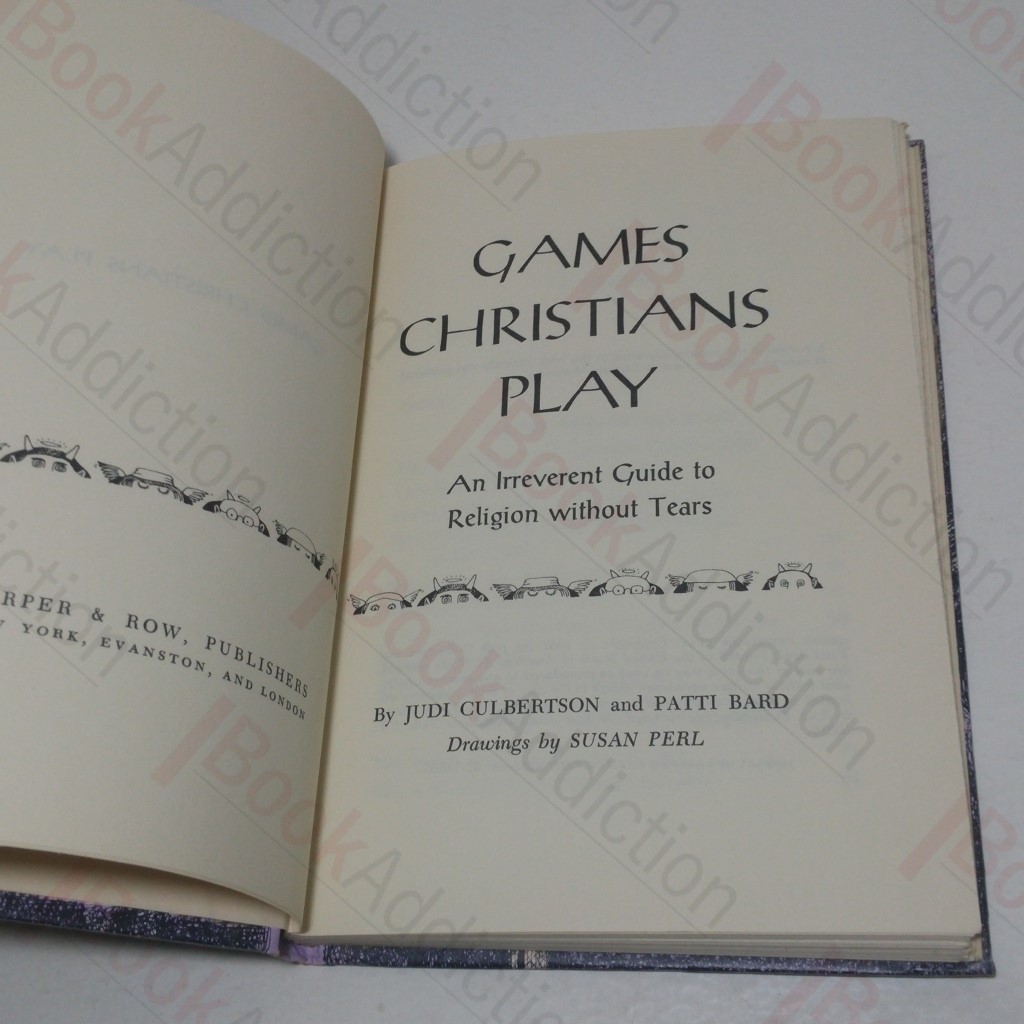 RPER & ROW, PUBLISHERS
YORK, EVANSTON, AND LONDON
GAMES
CHRISTIANS
PLAY
An Irreverent Guide to
Religion without Tears
By JUDI CULBERTSON and PATTI BARD
Drawings by SUSAN PERL
BookAddiction